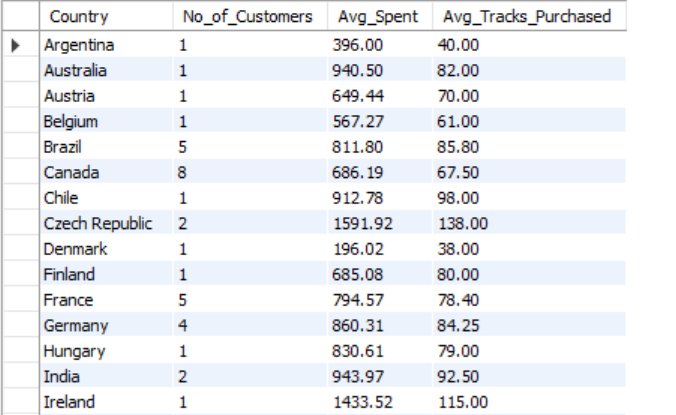 Country No_of_Customers Avg_Spent Avg_Tracks_Purchased
Argentina 1 396.00 40.00
Australia 1 940.50 82.00
Austria 1 649.44 70.00
Belgium 1 567.27 61.00
Brazil 5 811.80 85.80
Canada 8 686.19 67.50
Chile 1 912.78 98.00
Czech Republic 2 1591.92 138.00
Denmark 1 196.02 38.00
Finland 1 685.08 80.00
France 5 794.57 78.40
Germany 4 860.31 84.25
Hungary 1 830.61 79.00
India 2 943.97 92.50
Ireland 1 1433.52 115.00